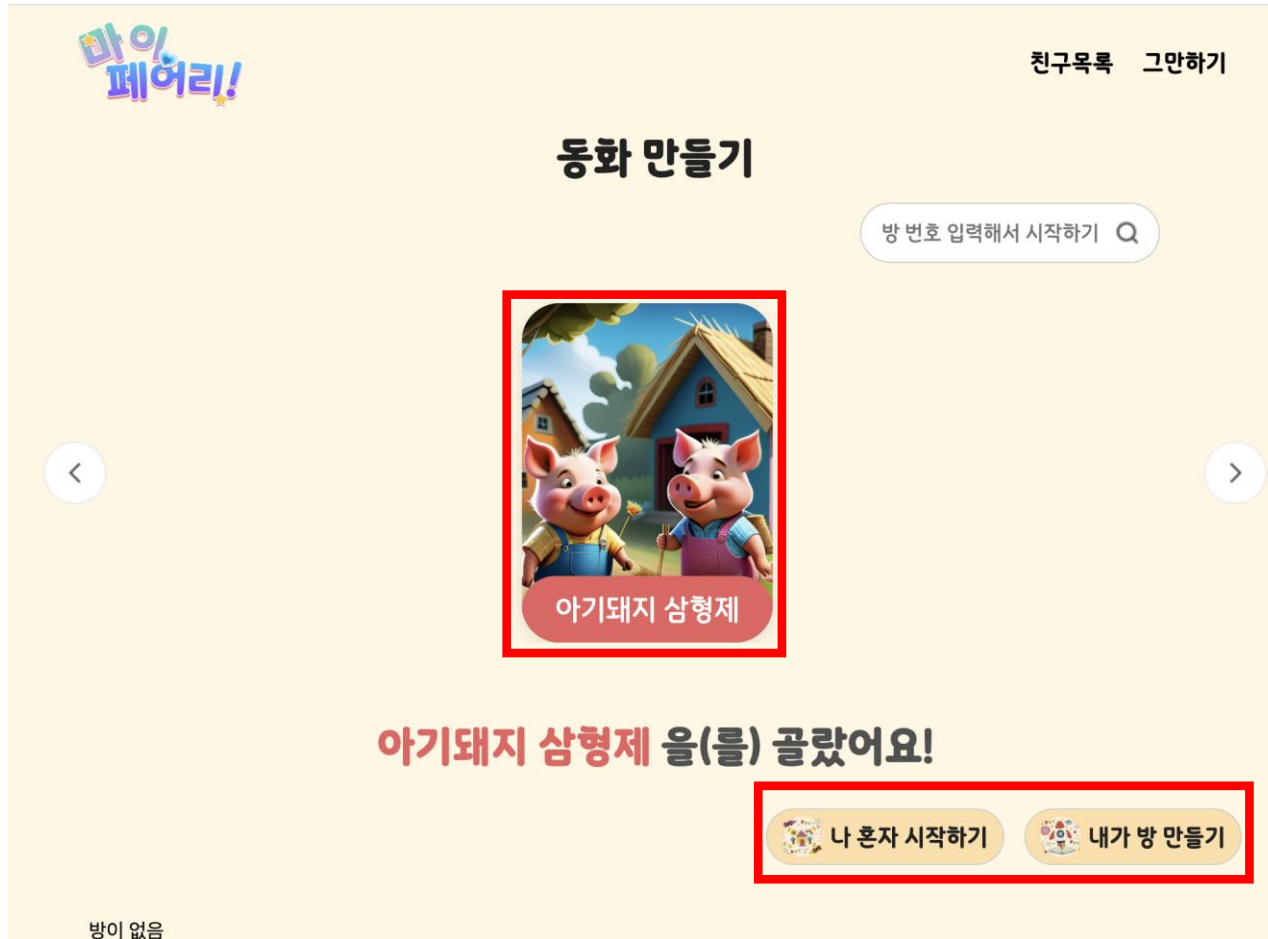 마이
페어리!
친구목록 그만하기
동화 만들기
방 번호 입력해서 시작하기
아기돼지 삼형제
아기돼지 삼형제 을(를) 골랐어요!
나 혼자 시작하기 내가 방 만들기
방이 없음